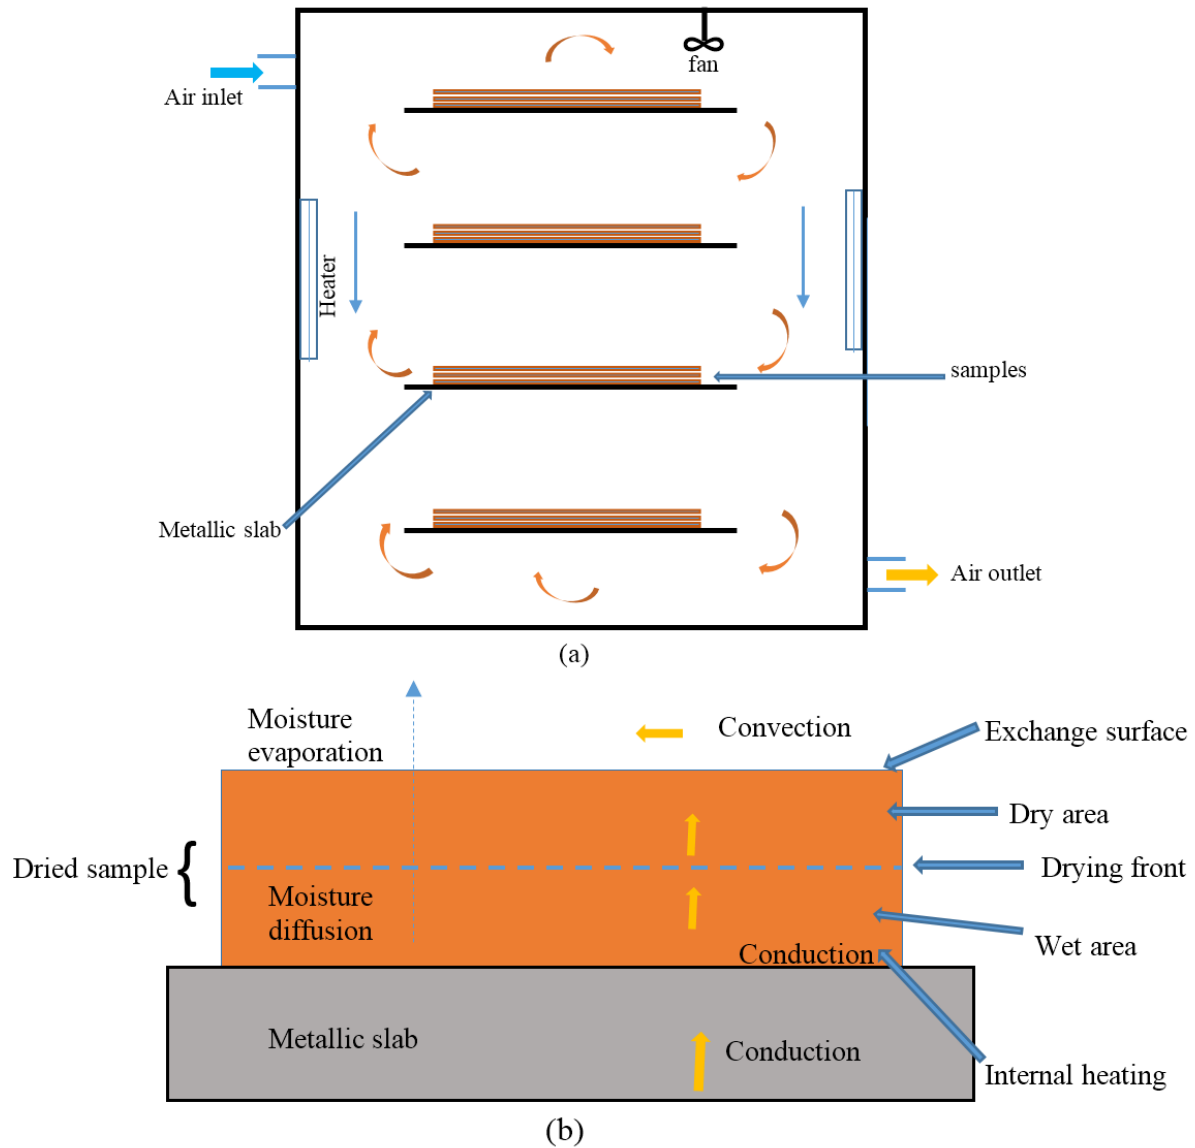 fan
Air inlet
Heater
samples
Metallic slab
Air outlet
(a)
Moisture
evaporation
Convection
Exchange surface
Dry area
Dried sample
Drying front
Moisture
diffusion
Wet area
Conduction
Metallic slab
Conduction
Internal heating
(b)